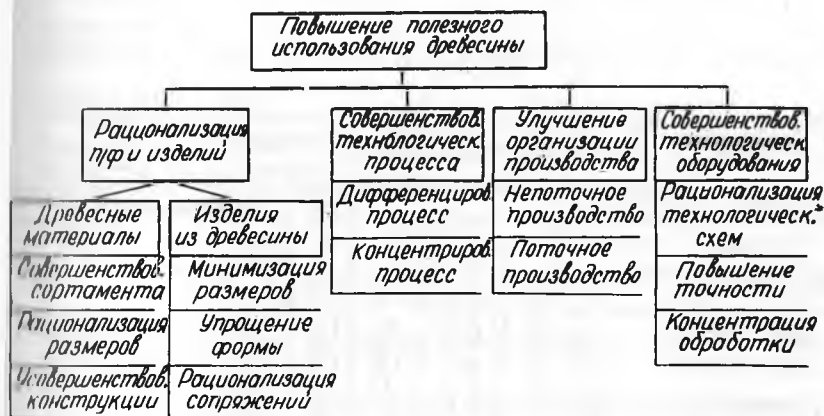 Повышение полезного
использования древесины
Рационализация
п/ф и изделий
Древесные
материалы
Совершенствов.
сортамента
Рационализация
размеров
Усовершенствов.
конструкции
Изделия
из древесины
Минимизация
размеров
Упрощение
формы
Рационализация
сопряжений
Совершенствов.
технологическ.
процесса
Дифференциров.
процесс
Концентриров.
процесс
Улучшение
организации
производства
Непоточное
производство
Поточное
производство
Совершенствов.
технологическ.
оборудования
Рационализация
технологическ.
схем
Повышение
точности
Концентрация
обработки